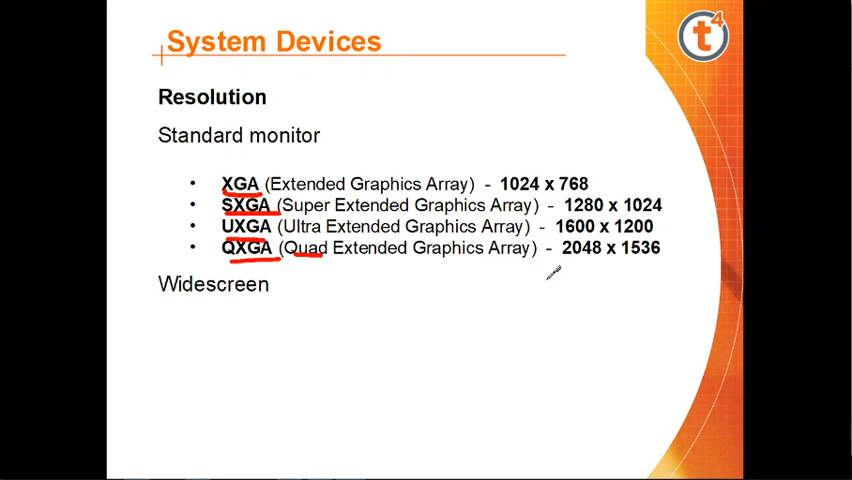 System Devices
t4
Resolution
Standard monitor
• XGA (Extended Graphics Array) - 1024 x 768
• SXGA (Super Extended Graphics Array) - 1280 x 1024
• UXGA (Ultra Extended Graphics Array) - 1600 x 1200
• QXGA (Quad Extended Graphics Array) - 2048 x 1536
Widescreen